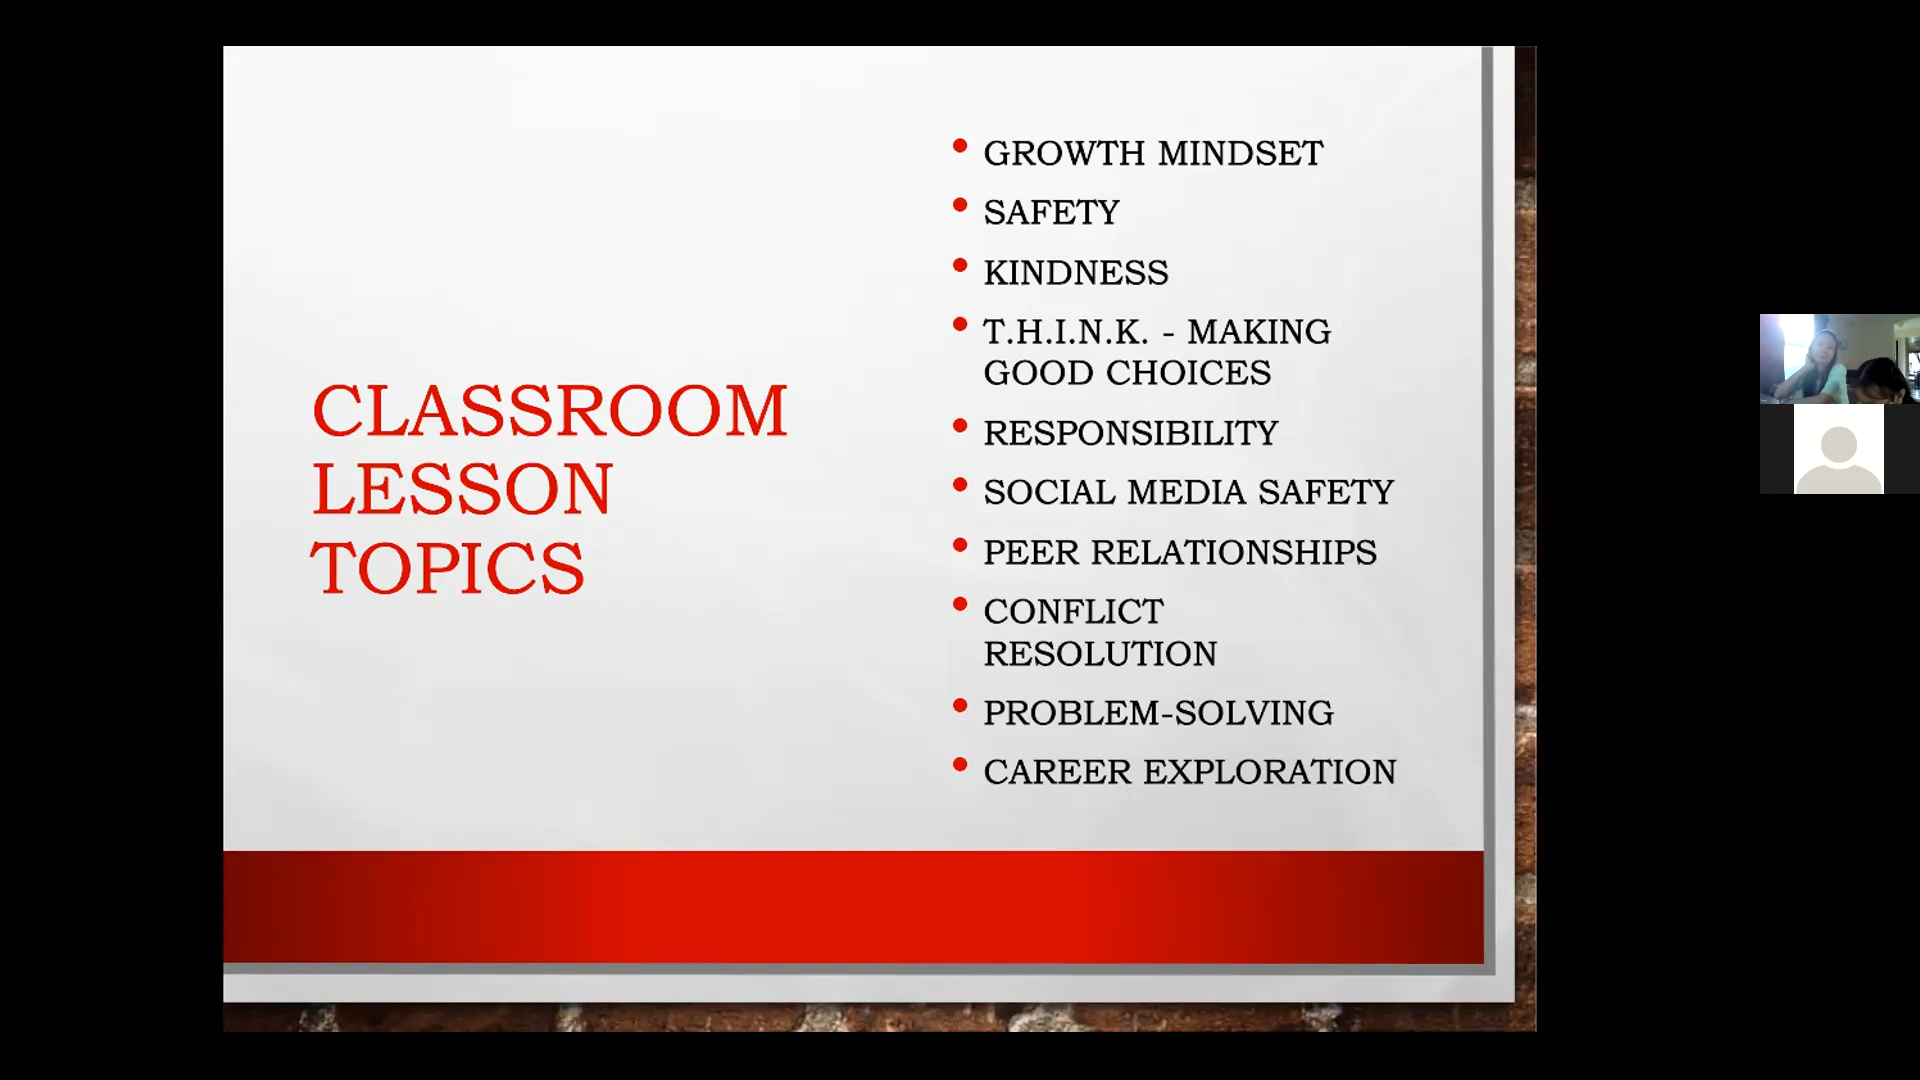 CLASSROOM
LESSON
TOPICS
• GROWTH MINDSET
• SAFETY
• KINDNESS
• T.H.I.N.K. - MAKING
GOOD CHOICES
• RESPONSIBILITY
• SOCIAL MEDIA SAFETY
• PEER RELATIONSHIPS
• CONFLICT
RESOLUTION
• PROBLEM-SOLVING
• CAREER EXPLORATION